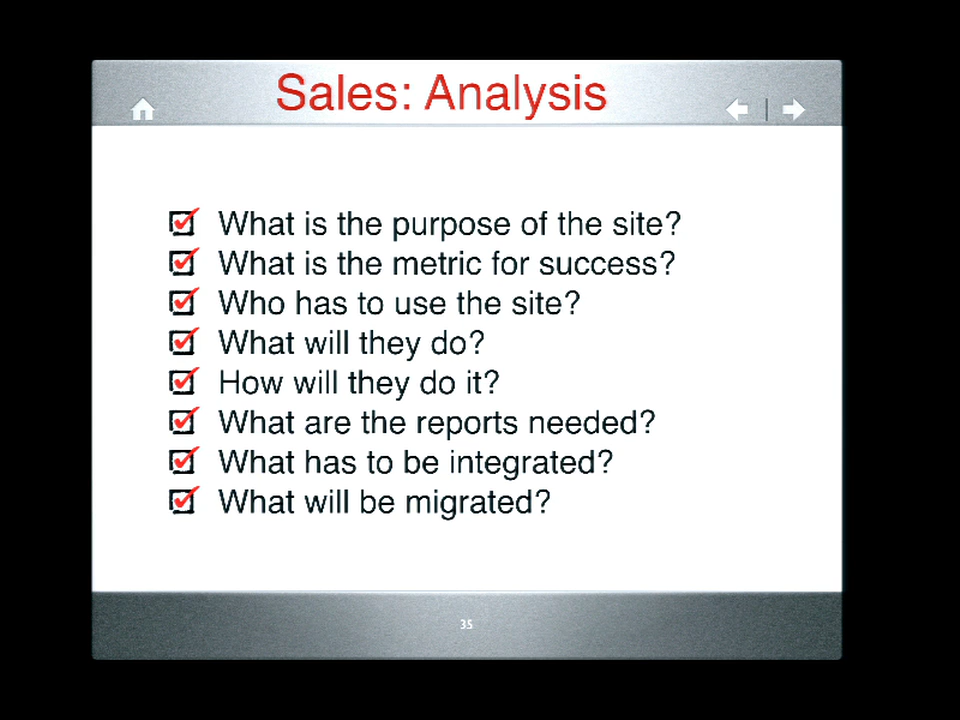 Sales: Analysis
What is the purpose of the site?
What is the metric for success?
Who has to use the site?
What will they do?
How will they do it?
What are the reports needed?
What has to be integrated?
What will be migrated?
35